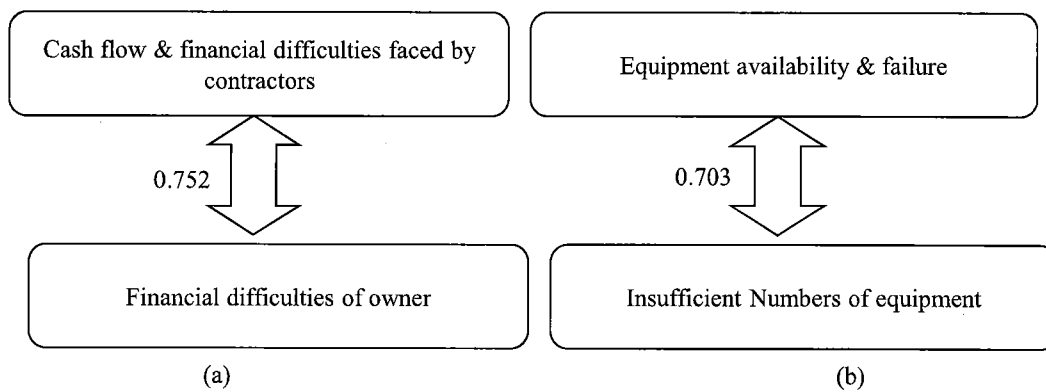 Cash flow & financial difficulties faced by
contractors
Equipment availability & failure
0.752
0.703
Financial difficulties of owner
Insufficient Numbers of equipment
(a)
(b)